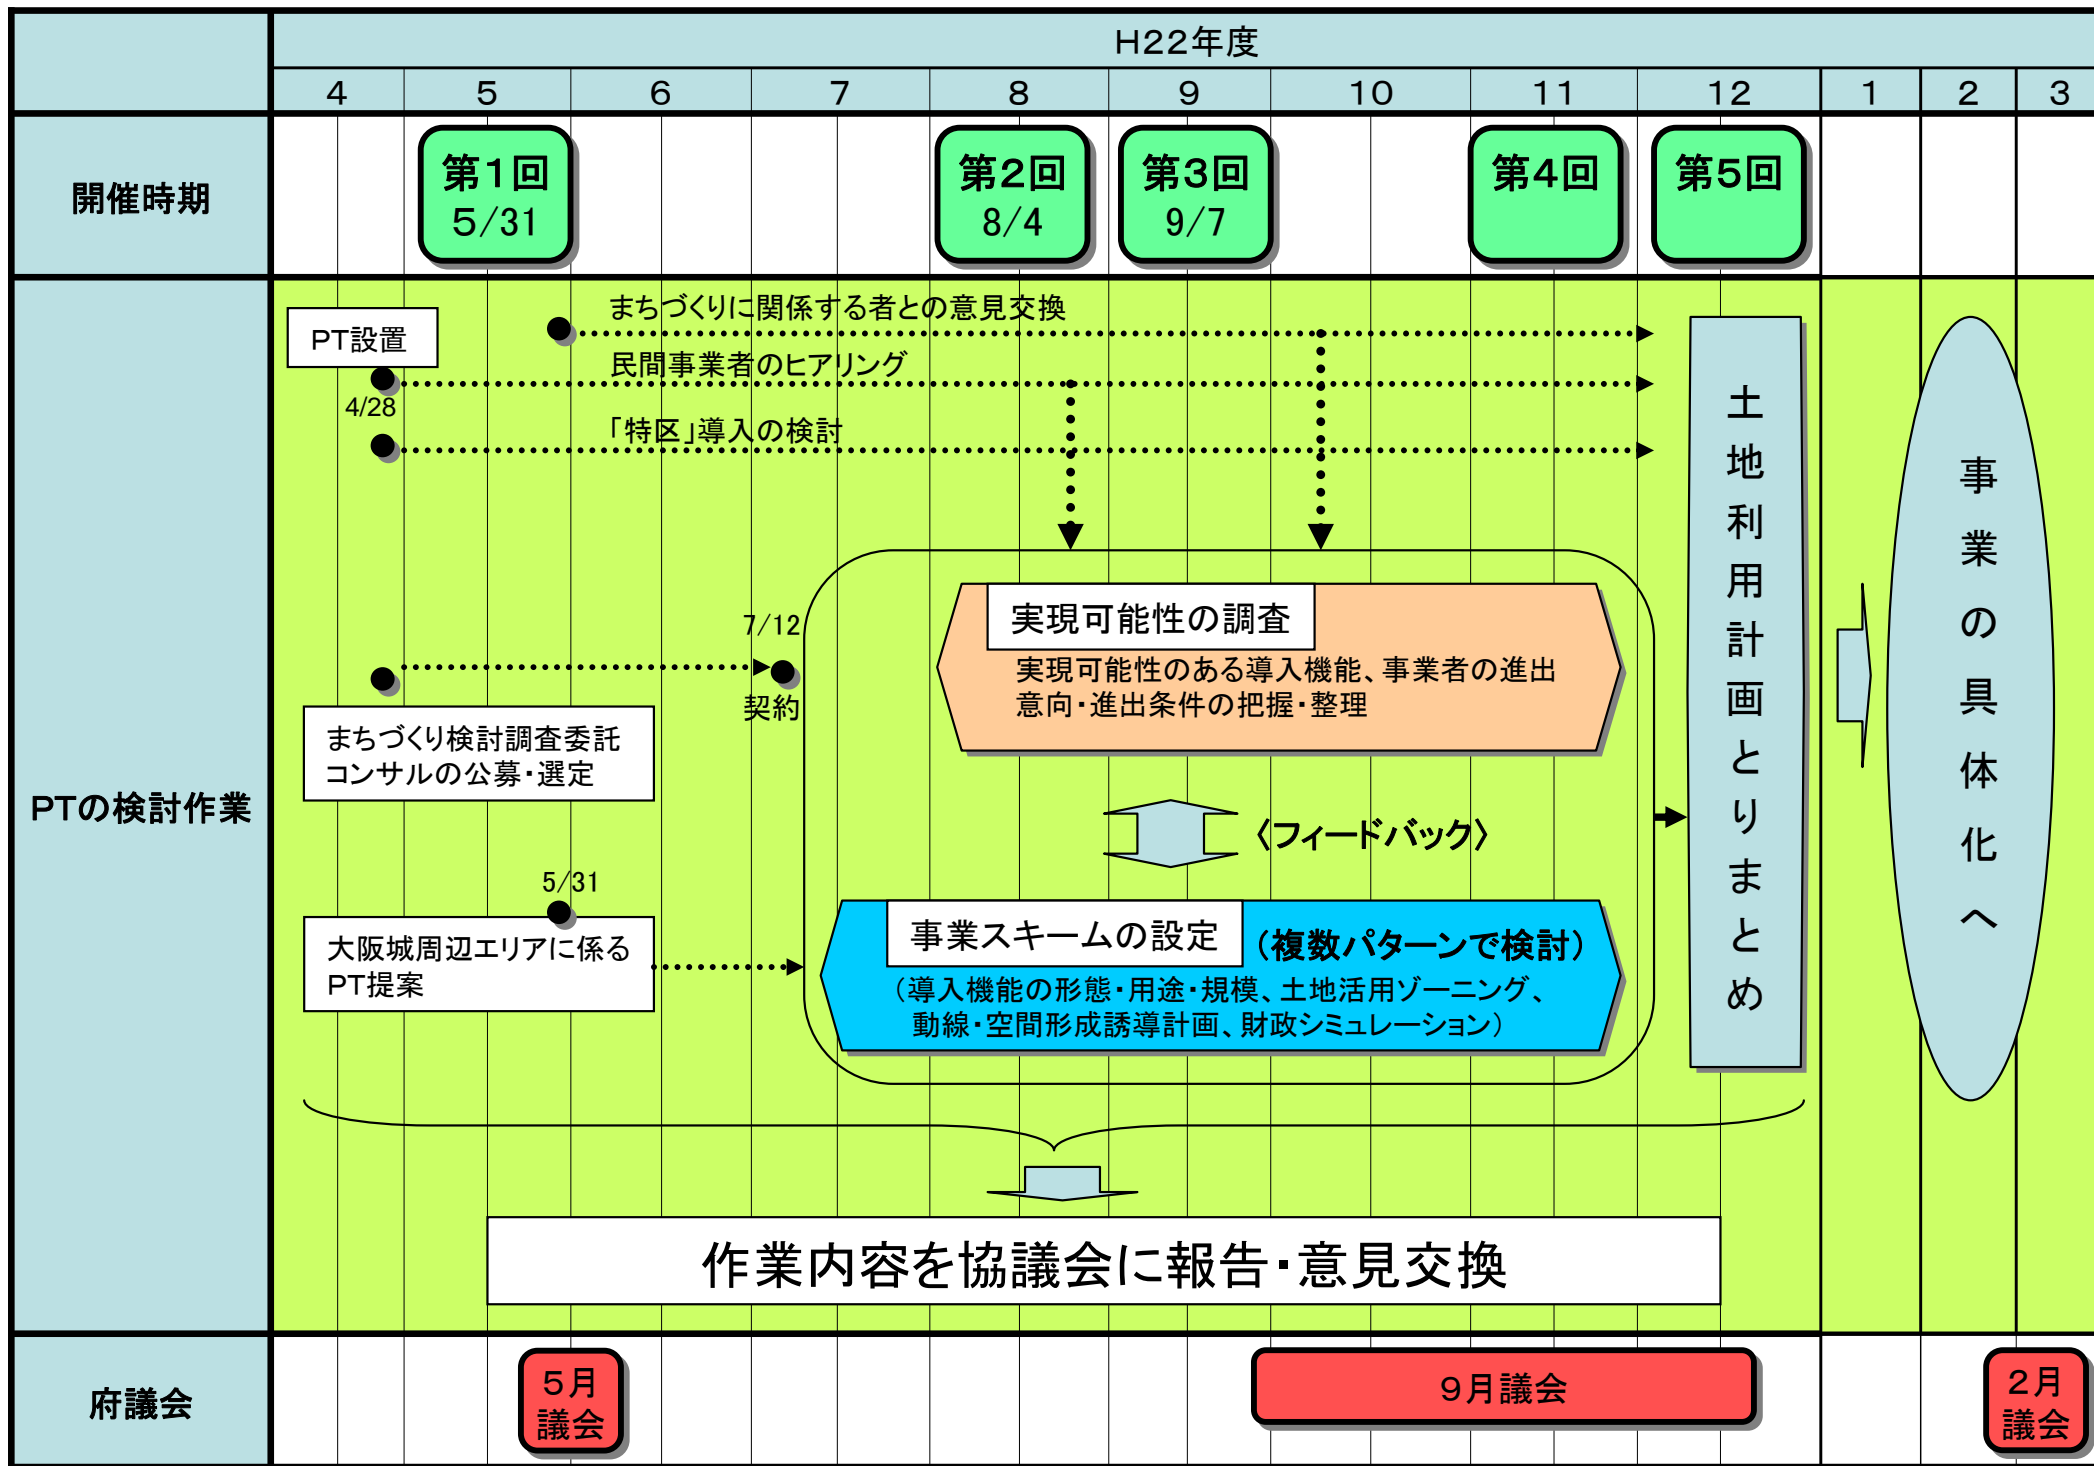 H22年度
4
5
6
7
8
9
10
11
12
1
2
3
開催時期
第1回
5/31
第2回
8/4
第3回
9/7
第4回
第5回
PTの検討作業
PT設置
4/28
まちづくりに関係する者との意見交換
民間事業者のヒアリング
「特区」導入の検討
7/12
契約
まちづくり検討調査委託
コンサルの公募・選定
5/31
大阪城周辺エリアに係る
PT提案
実現可能性の調査
実現可能性のある導入機能、事業者の進出
意向・進出条件の把握・整理
〈フィードバック〉
事業スキームの設定
(複数パターンで検討)
(導入機能の形態・用途・規模、土地活用ゾーニング、
動線・空間形成誘導計画、財政シミュレーション)
土地利用計画とりまとめ
事業の具体化へ
作業内容を協議会に報告・意見交換
府議会
5月
議会
9月議会
2月
議会